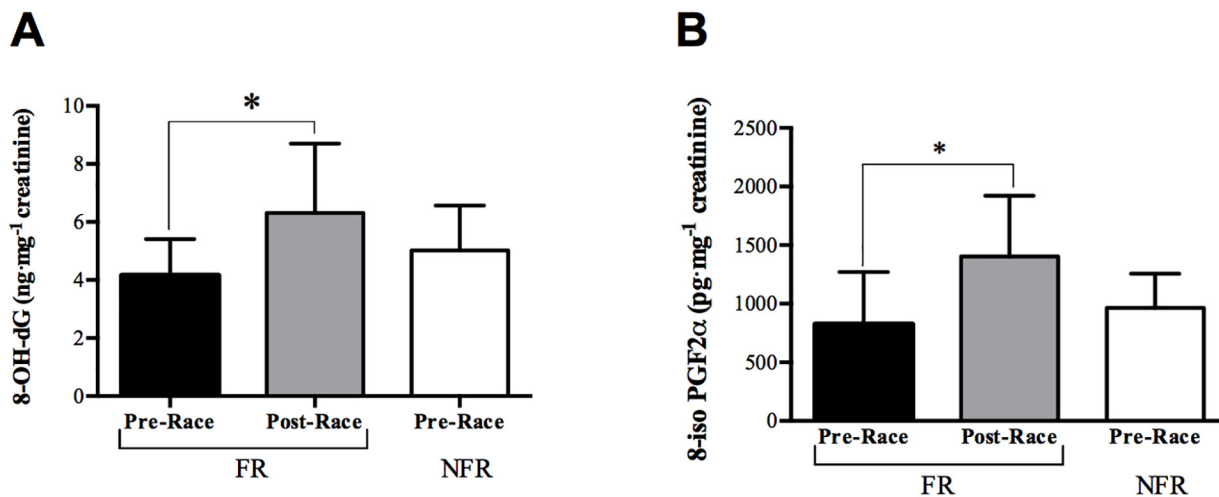 A
8-OH-dG (ng·mg⁻¹ creatinine)
10
8
6
4
2
0
*
Pre-Race
Post-Race
Pre-Race
FR
NFR
B
8-iso PGF2α (pg·mg⁻¹ creatinine)
2500
2000
1500
1000
500
0
*
Pre-Race
Post-Race
Pre-Race
FR
NFR